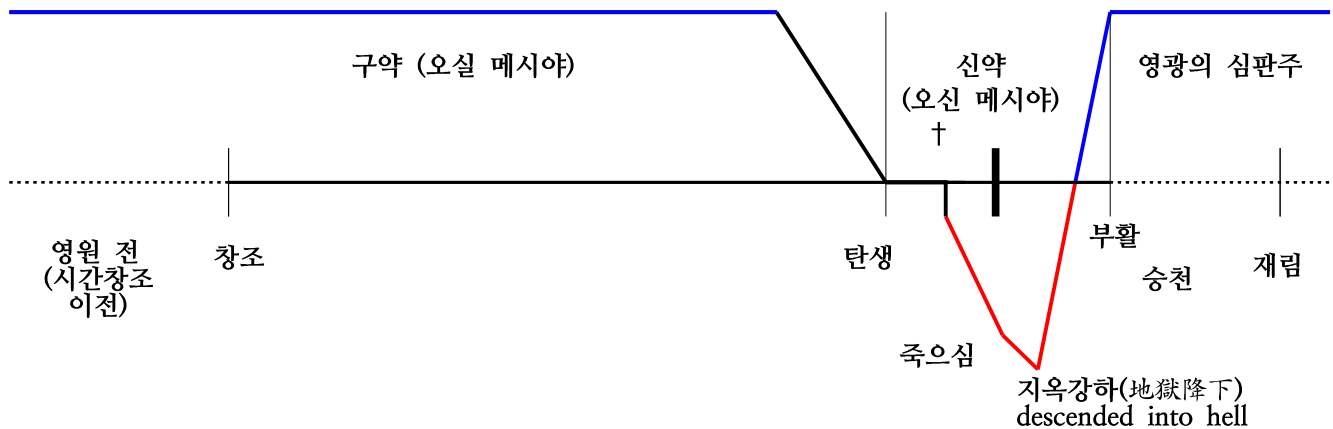 구약 (오실 메시야)
신약
(오신 메시야)
†
영광의 심판주
영원 전
(시간창조
이전)
창조
탄생
부활
승천
재림
죽으심
지옥강하(地獄降下)
descended into hell